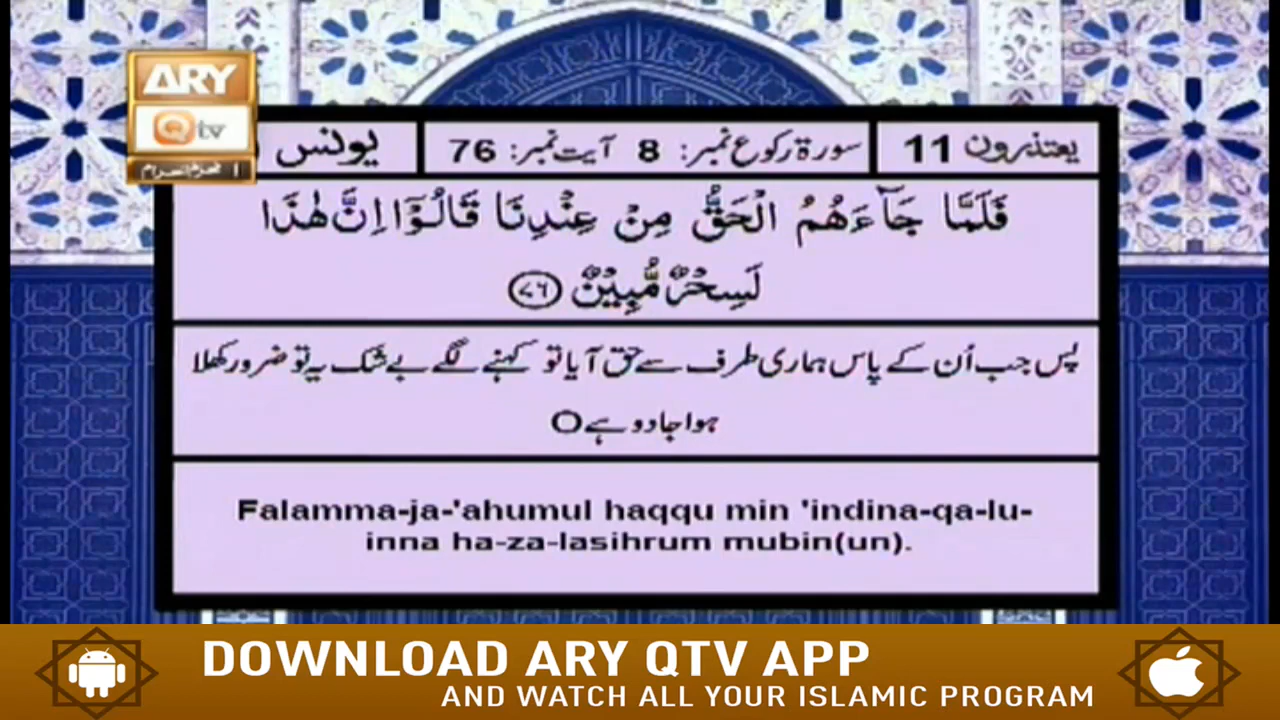 ARY
Qtv
یعتذرون 11
سورۃ رکوع نمبر: 8 آیت نمبر: 76
یونس
فَلَمَّا جَآءَهُمُ الْحَقُّ مِنْ عِنْدِنَا قَالُوْٓا اِنَّ هٰذَا
لَسِحْرٌ مُّبِيْنٌ ﴿٧٦﴾
پس جب اُن کے پاس ہماری طرف سے حق آیا تو کہنے لگے بے شک یہ تو ضرور کھلا
ہوا جادو ہے O
Falamma-ja-'ahumul haqqu min 'indina-qa-lu-
inna ha-za-lasihrum mubin(un).
DOWNLOAD ARY QTV APP
AND WATCH ALL YOUR ISLAMIC PROGRAM